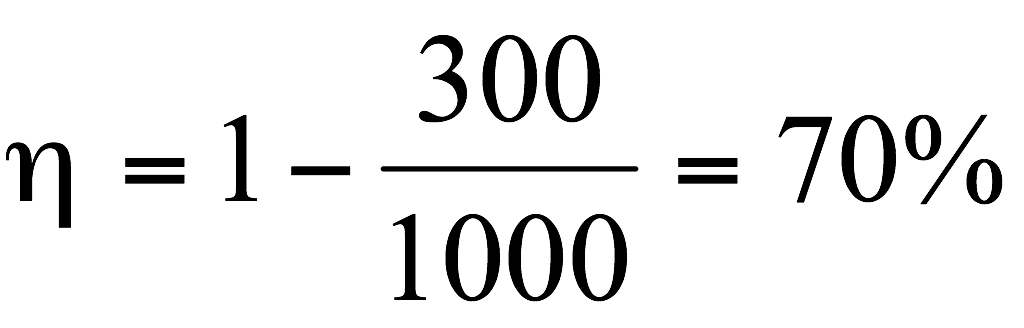 η = 1 − 300/1000 = 70%